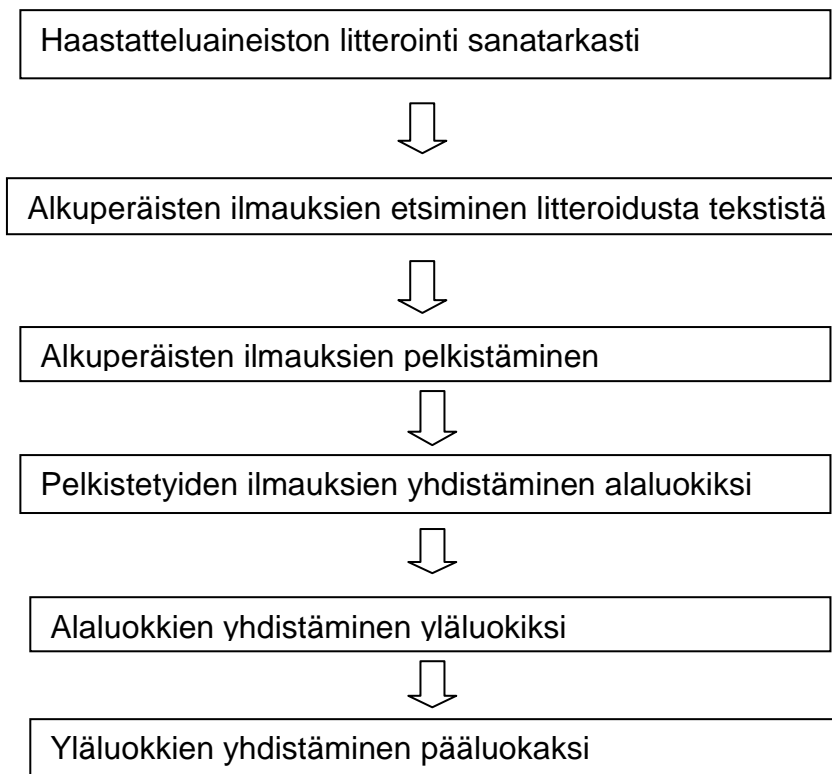 Haastatteluaineiston litterointi sanatarkasti
Alkuperäisten ilmauksien etsiminen litteroidusta tekstistä
Alkuperäisten ilmauksien pelkistäminen
Pelkistetyiden ilmauksien yhdistäminen alaluokiksi
Alaluokkien yhdistäminen yläluokiksi
Yläluokkien yhdistäminen pääluokaksi